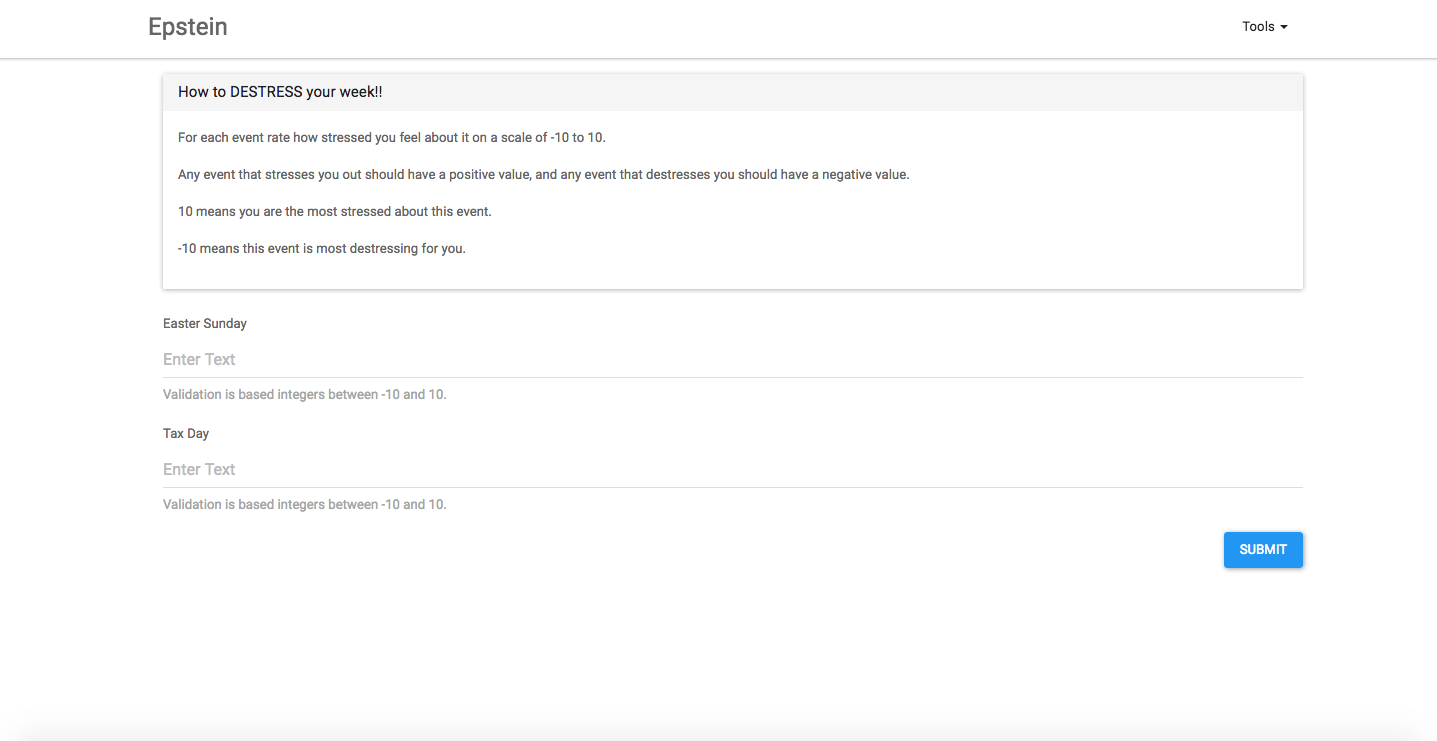 Epstein
Tools
How to DESTRESS your week!!
For each event rate how stressed you feel about it on a scale of -10 to 10.
Any event that stresses you out should have a positive value, and any event that destresses you should have a negative value.
10 means you are the most stressed about this event.
-10 means this event is most destressing for you.
Easter Sunday
Enter Text
Validation is based integers between -10 and 10.
Tax Day
Enter Text
Validation is based integers between -10 and 10.
SUBMIT